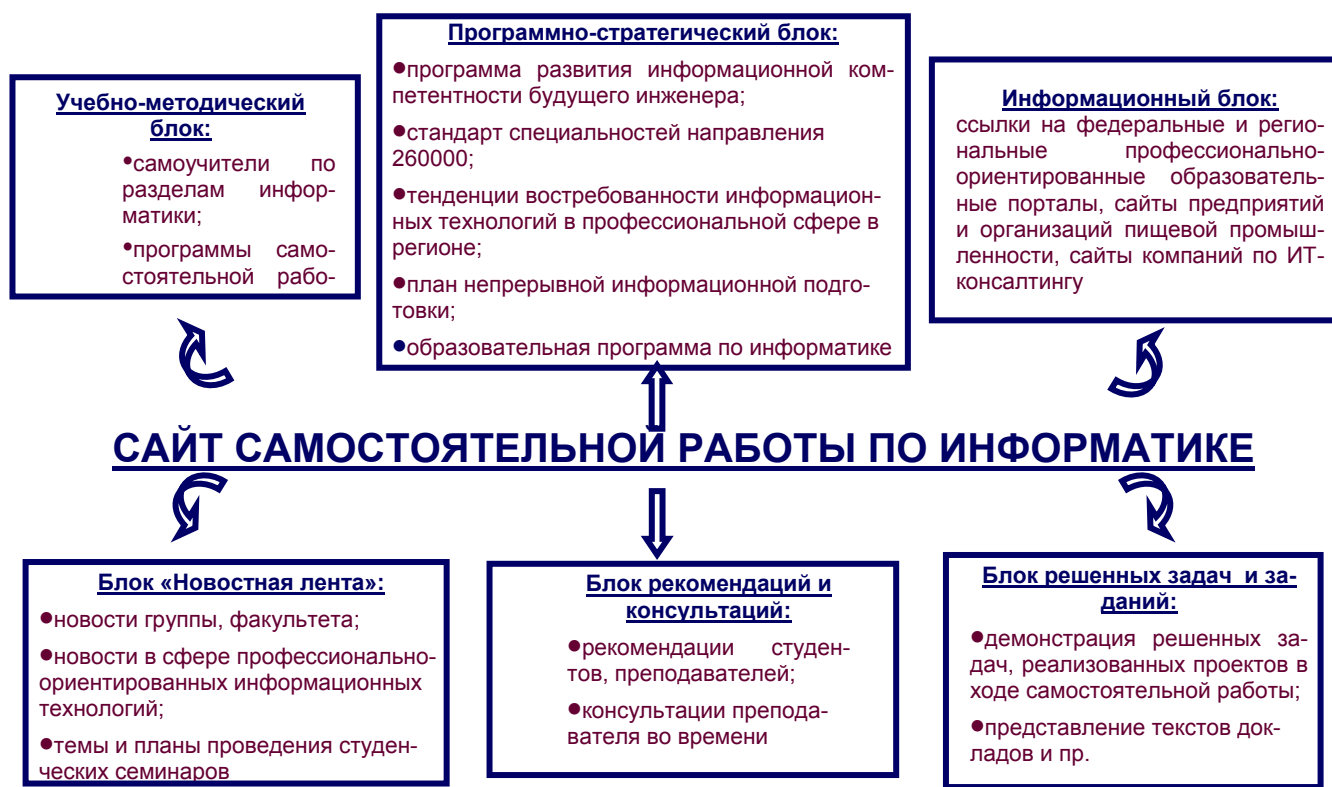 Учебно-методический
блок:
•самоучители по
разделам инфор-
матики;
•программы само-
стоятельной рабо-
Программно-стратегический блок:
•программа развития информационной ком-
петентности будущего инженера;
•стандарт специальностей направления
260000;
•тенденции востребованности информацион-
ных технологий в профессиональной сфере в
регионе;
•план непрерывной информационной подго-
товки;
•образовательная программа по информатике
Информационный блок:
ссылки на федеральные и регио-
нальные профессионально-
ориентированные образователь-
ные порталы, сайты предприятий
и организаций пищевой промыш-
ленности, сайты компаний по ИТ-
консалтингу
САЙТ САМОСТОЯТЕЛЬНОЙ РАБОТЫ ПО ИНФОРМАТИКЕ
Блок «Новостная лента»:
•новости группы, факультета;
•новости в сфере профессионально-
ориентированных информационных
технологий;
•темы и планы проведения студен-
ческих семинаров
Блок рекомендаций и
консультаций:
•рекомендации студен-
тов, преподавателей;
•консультации препода-
вателя во времени
Блок решенных задач и за-
даний:
•демонстрация решенных за-
дач, реализованных проектов в
ходе самостоятельной работы;
•представление текстов док-
ладов и пр.